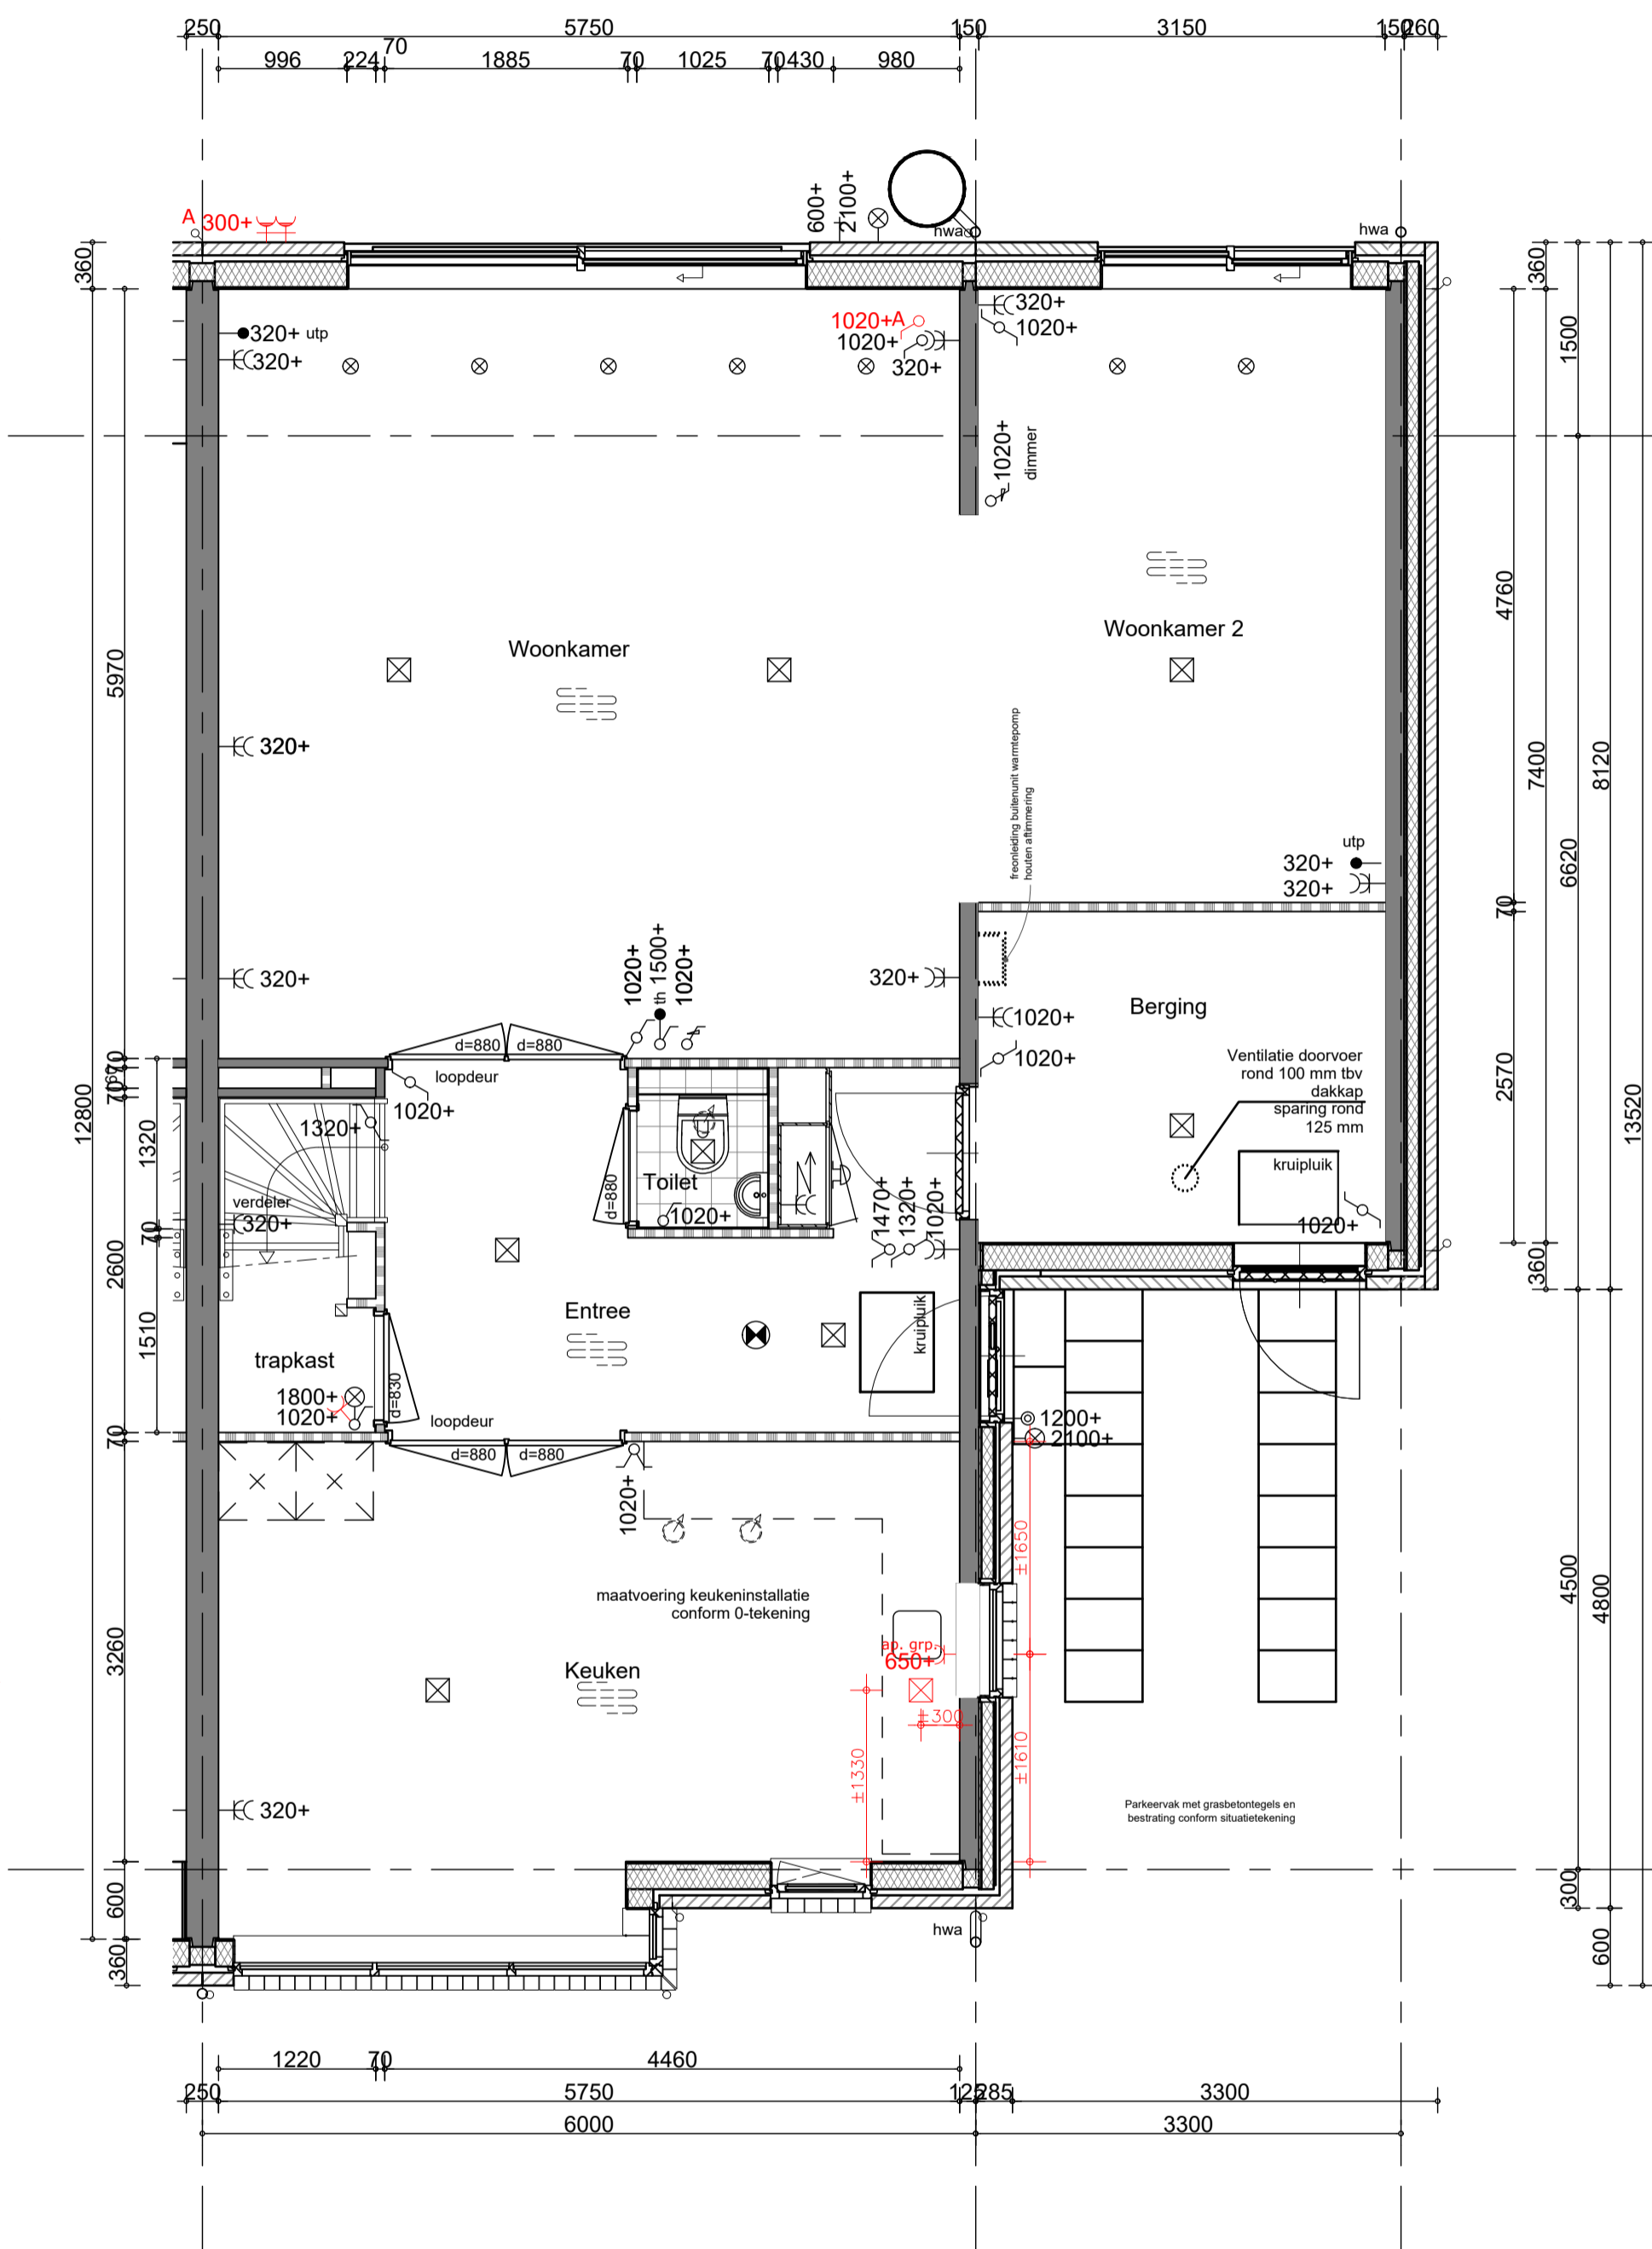 250
5750
150
3150
150
260
996
224
70
1885
70
1025
70
430
980
A 300+
600+
2100+
hwa
hwa
360
360
320+ utp
320+
1020+A
1020+
320+
320+
1020+
1500
1020+
dimmer
Woonkamer
Woonkamer 2
4760
5970
7400
8120
6620
13520
320+
freonleiding buitenunit warmtepomp
houten aftimmering
utp
320+
320+
70
320+
1020+
th 1500+
1020+
320+
Berging
1020+
1020+
Ventilatie doorvoer
rond 100 mm tbv
dakkap
sparing rond
125 mm
2570
d=880
d=880
loopdeur
1020+
70
70
12800
1320
1320+
verdeler
320+
d=880
Toilet
1020+
1470+
1320+
1020+
kruipluik
1020+
360
70
2600
1510
Entree
kruipluik
trapkast
1800+
1020+
d=830
loopdeur
1200+
2100+
70
d=880
d=880
1020+
±1650
4500
4800
maatvoering keukeninstallatie
conform 0-tekening
3260
ap. grp.
650+
Keuken
±300
±1330
±1610
320+
Parkeervak met grasbetontegels en
bestrating conform situatietekening
600
300
hwa
360
600
1220
70
4460
250
5750
125
285
3300
6000
3300